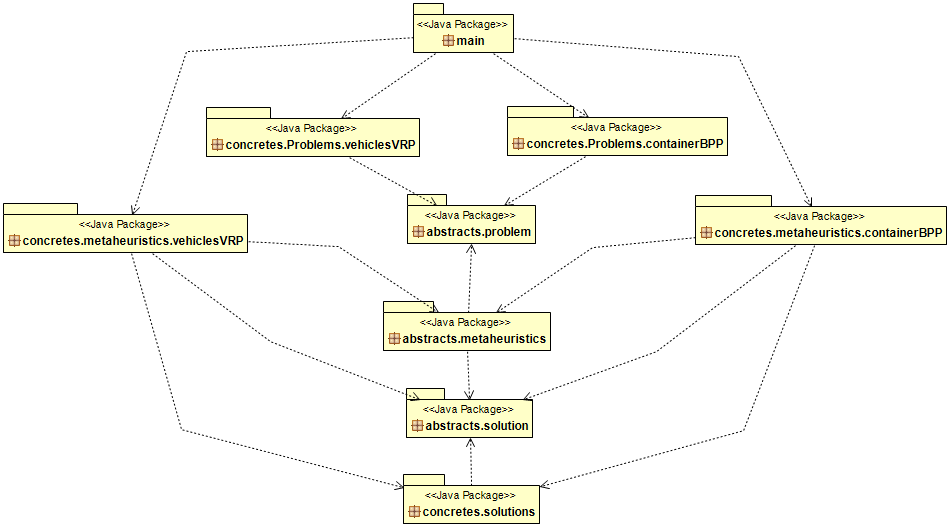 <<Java Package>>
main
<<Java Package>>
concretes.Problems.vehiclesVRP
<<Java Package>>
concretes.Problems.containerBPP
<<Java Package>>
abstracts.problem
<<Java Package>>
concretes.metaheuristics.vehiclesVRP
<<Java Package>>
concretes.metaheuristics.containerBPP
<<Java Package>>
abstracts.metaheuristics
<<Java Package>>
abstracts.solution
<<Java Package>>
concretes.solutions